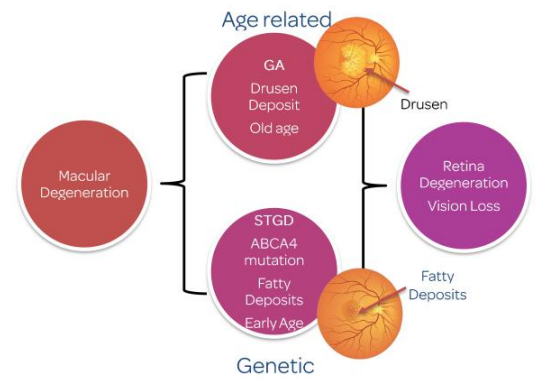 Age related
GA
Drusen
Deposit
Old age
Drusen
Macular
Degeneration
Retina
Degeneration
Vision Loss
STGD
ABCA4
mutation
Fatty
Deposits
Early Age
Fatty
Deposits
Genetic